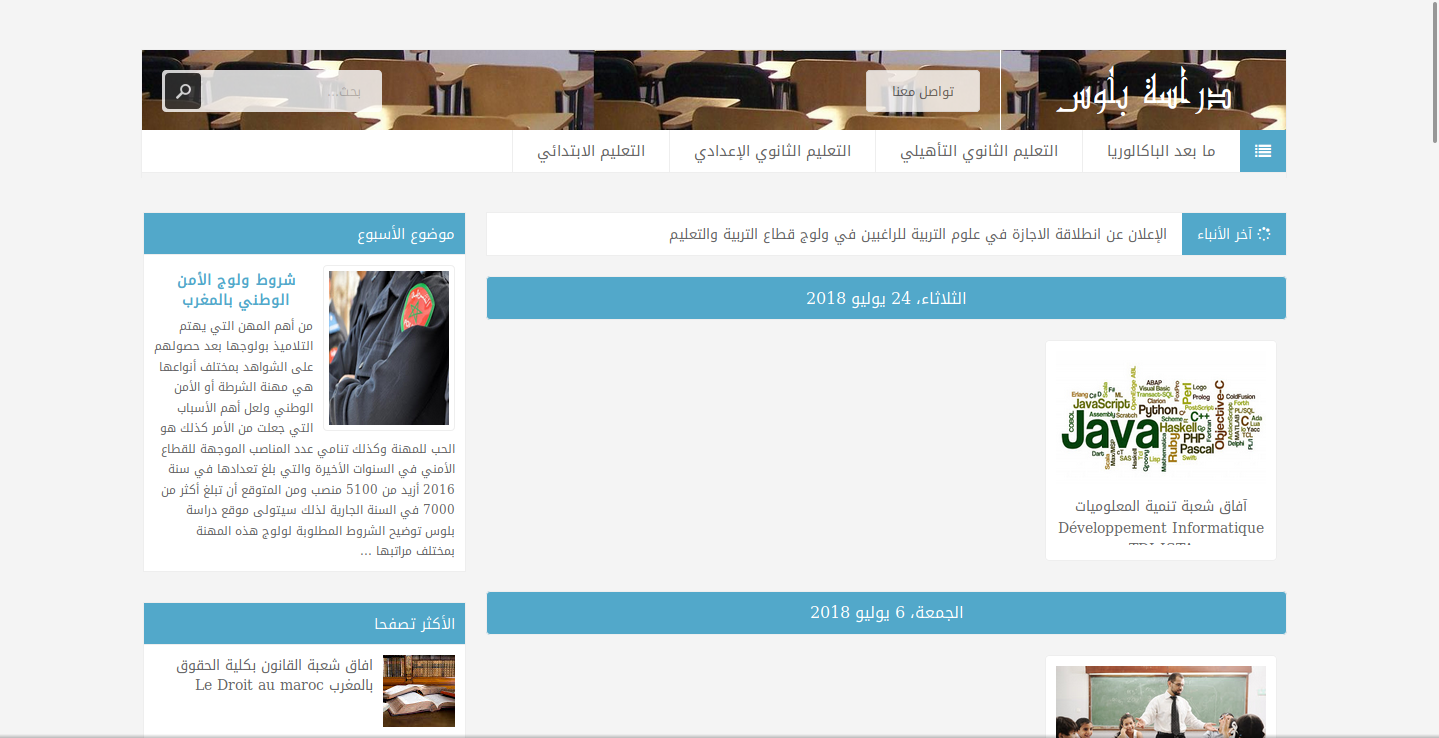 دراسة بلوس
تواصل معنا
بحث...
ما بعد الباكالوريا
التعليم الثانوي التأهيلي
التعليم الثانوي الإعدادي
التعليم الابتدائي
آخر الأنباء
الإعلان عن انطلاقة الاجازة في علوم التربية للراغبين في ولوج قطاع التربية والتعليم
الثلاثاء، 24 يوليو 2018
Java
JavaScript
Python
Haskell
Objective-C
C++
PHP
Pascal
Perl
Ruby
ABAP
Visual Basic
Transact-SQL
Clarion
Prolog
Logo
ColdFusion
Forth
PL/SQL
Erlang
C#
F#
ML
Assembly
Scratch
Scheme
PostScript
COBOL
Dart
SAS
Lisp
Swift
Groovy
Fortran
MATLAB
Ada
Lua
Yacc
TCL
Delphi
آفاق شعبة تنمية المعلوميات
Développement Informatique
الجمعة، 6 يوليو 2018
موضوع الأسبوع
شروط ولوج الأمن
الوطني بالمغرب
من أهم المهن التي يهتم
التلاميذ بولوجها بعد حصولهم
على الشواهد بمختلف أنواعها
هي مهنة الشرطة أو الأمن
الوطني ولعل أهم الأسباب
التي جعلت من الأمر كذلك هو
الحب للمهنة وكذلك تنامي عدد المناصب الموجهة للقطاع
الأمني في السنوات الأخيرة والتي بلغ تعدادها في سنة
2016 أزيد من 5100 منصب ومن المتوقع أن تبلغ أكثر من
7000 في السنة الجارية لذلك سيتولى موقع دراسة
بلوس توضيح الشروط المطلوبة لولوج هذه المهنة
بمختلف مراتبها ...
الأكثر تصفحا
افاق شعبة القانون بكلية الحقوق
بالمغرب Le Droit au maroc